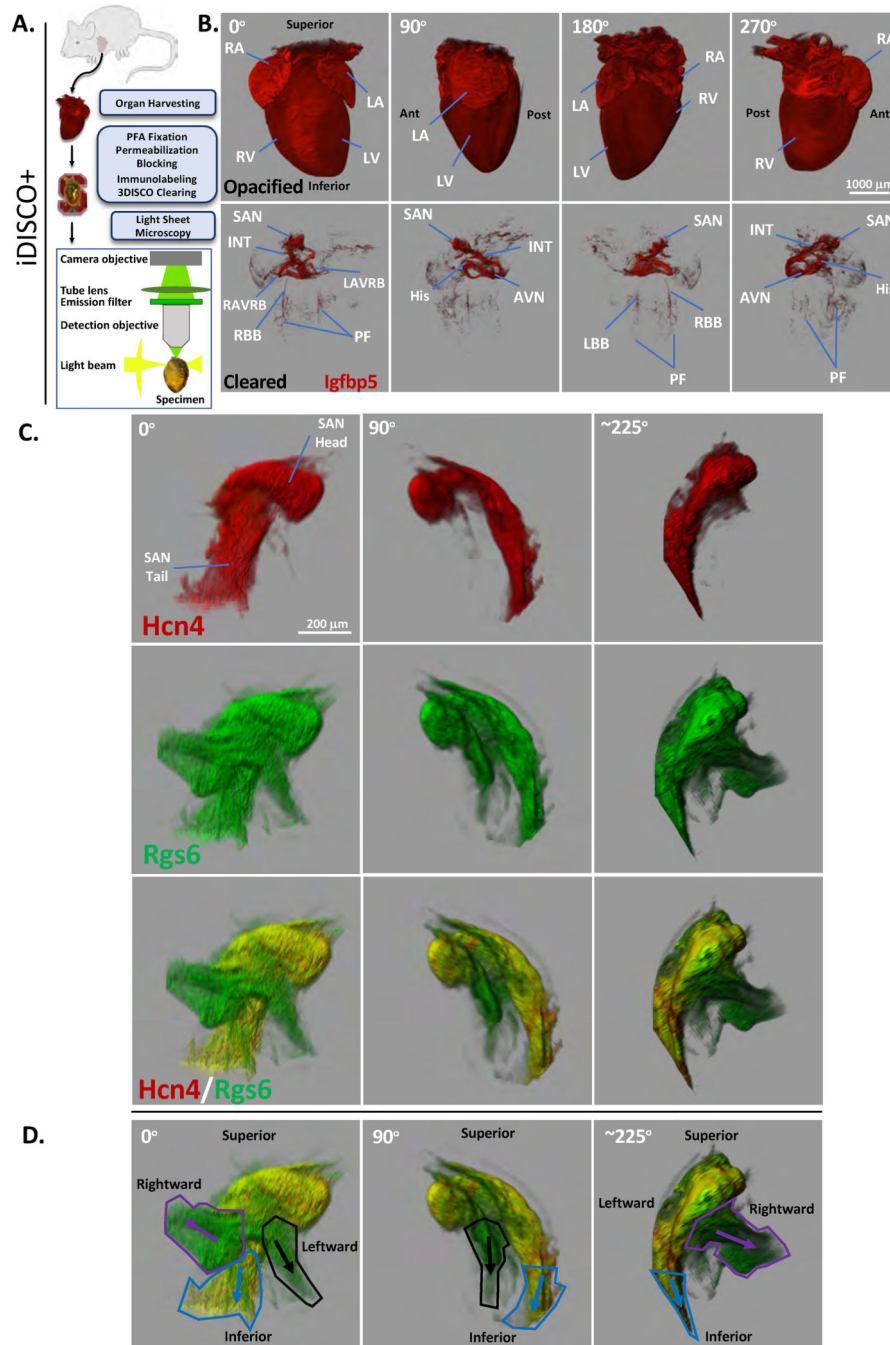 A.
iDISCO+
Organ Harvesting
PFA Fixation
Permeabilization
Blocking
Immunolabeling
3DISCO Clearing
Light Sheet
Microscopy
Camera objective
Tube lens
Emission filter
Detection objective
Light beam
Specimen
B.
0°
Superior
RA
LA
RV
LV
Opacified
Inferior
90°
Ant
Post
LA
LV
180°
LA
RA
RV
LV
270°
RA
Post
Ant
RV
1000 μm
SAN
INT
LAVRB
RAVRB
RBB
PF
Cleared
Igfbp5
SAN
INT
His
AVN
SAN
LBB
RBB
PF
INT
SAN
AVN
His
PF
C.
0°
SAN
Head
SAN
Tail
Hcn4
200 μm
90°
~225°
Rgs6
Hcn4/Rgs6
D.
0°
Superior
Rightward
Leftward
Inferior
90°
Superior
Inferior
~225°
Superior
Leftward
Rightward
Inferior